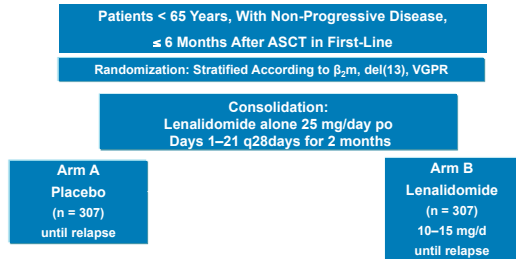 Patients < 65 Years, With Non-Progressive Disease,
≤ 6 Months After ASCT in First-Line
Randomization: Stratified According to β₂m, del(13), VGPR
Consolidation:
Lenalidomide alone 25 mg/day po
Days 1–21 q28days for 2 months
Arm A
Placebo
(n = 307)
until relapse
Arm B
Lenalidomide
(n = 307)
10–15 mg/d
until relapse